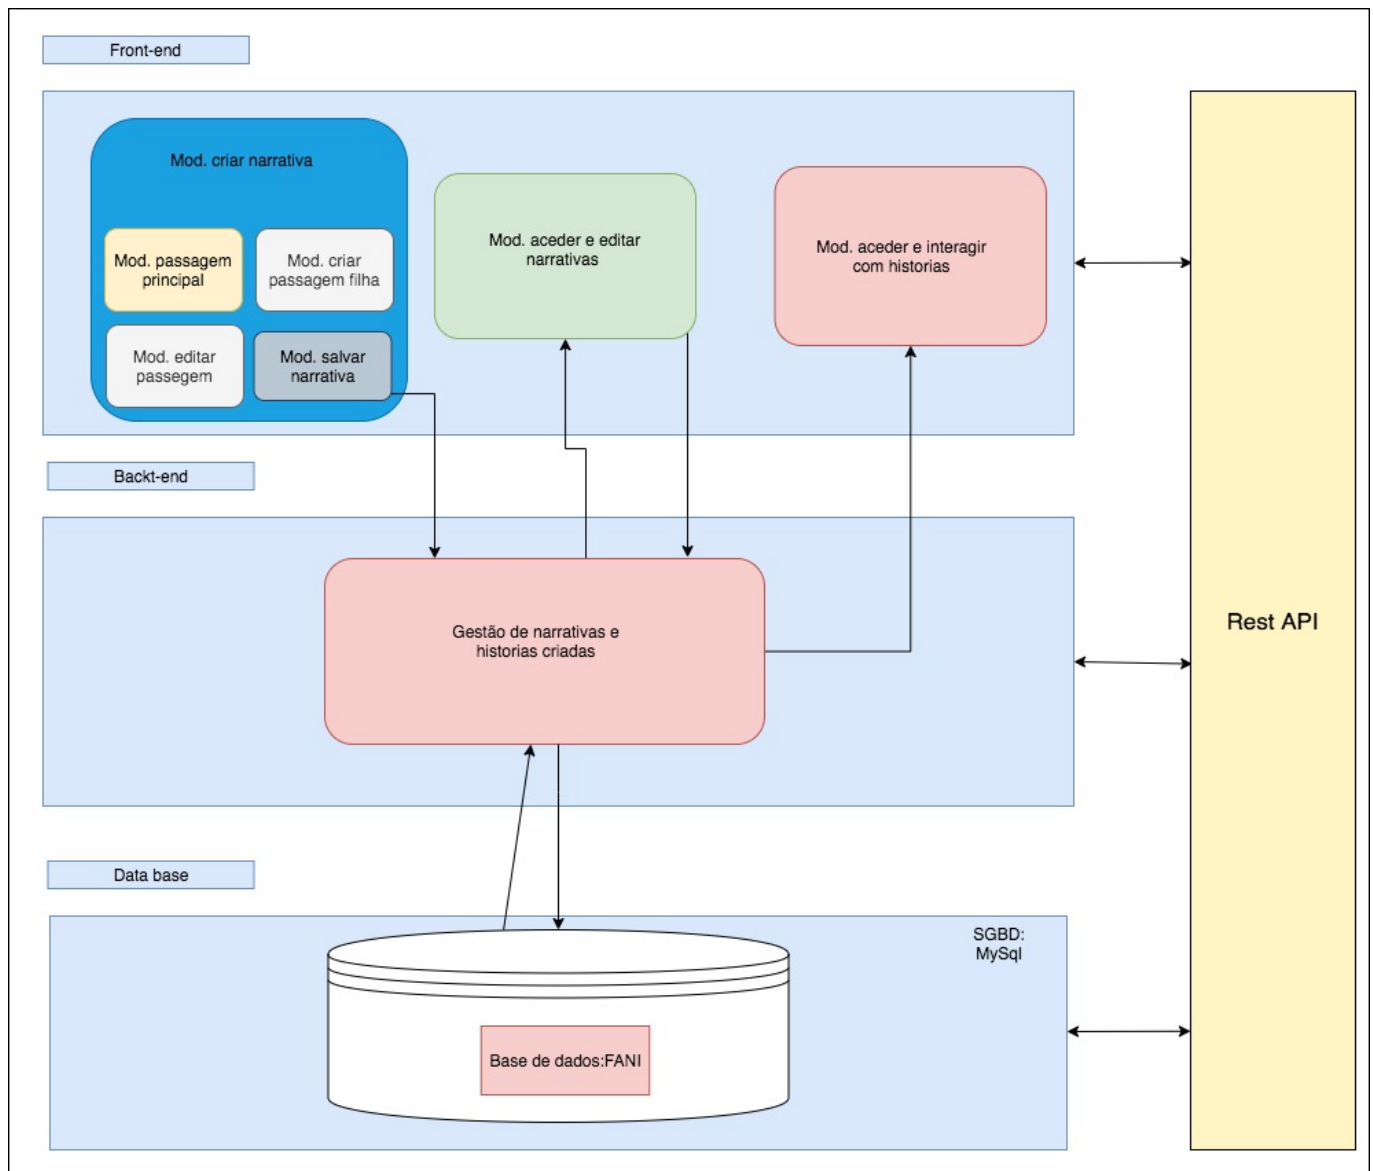 Front-end
Mod. criar narrativa
Mod. passagem
principal
Mod. criar
passagem filha
Mod. editar
passegem
Mod. salvar
narrativa
Mod. aceder e editar
narrativas
Mod. aceder e interagir
com historias
Backt-end
Gestão de narrativas e
historias criadas
Rest API
Data base
SGBD:
MySql
Base de dados:FANI